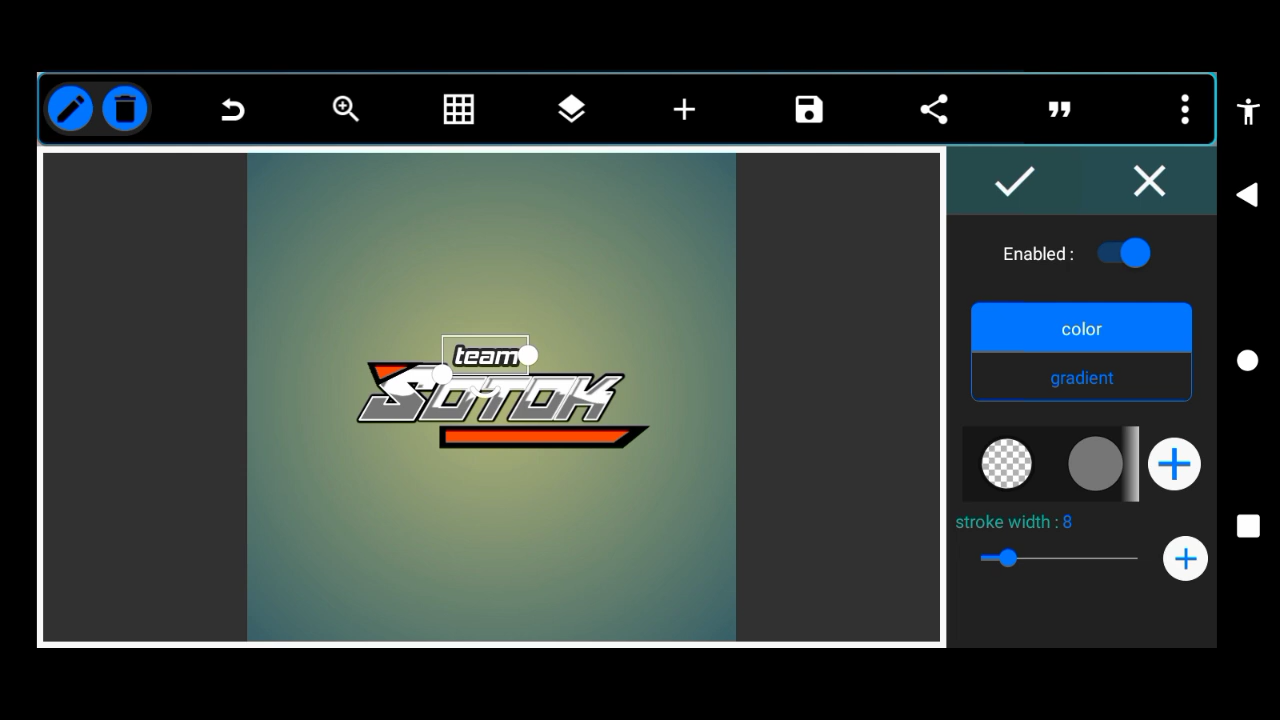 Enabled :
color
gradient
stroke width : 8
team
SOTOK